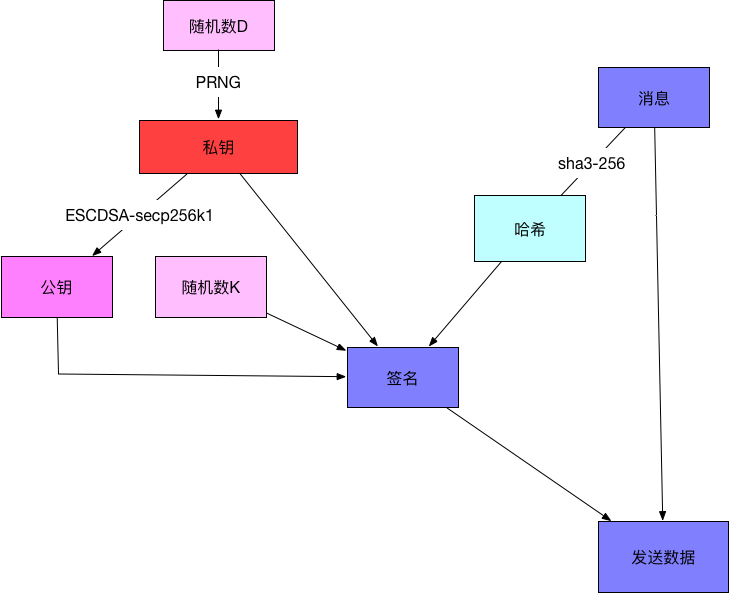 随机数D
PRNG
消息
私钥
sha3-256
ESCDSA-secp256k1
哈希
公钥
随机数K
签名
发送数据